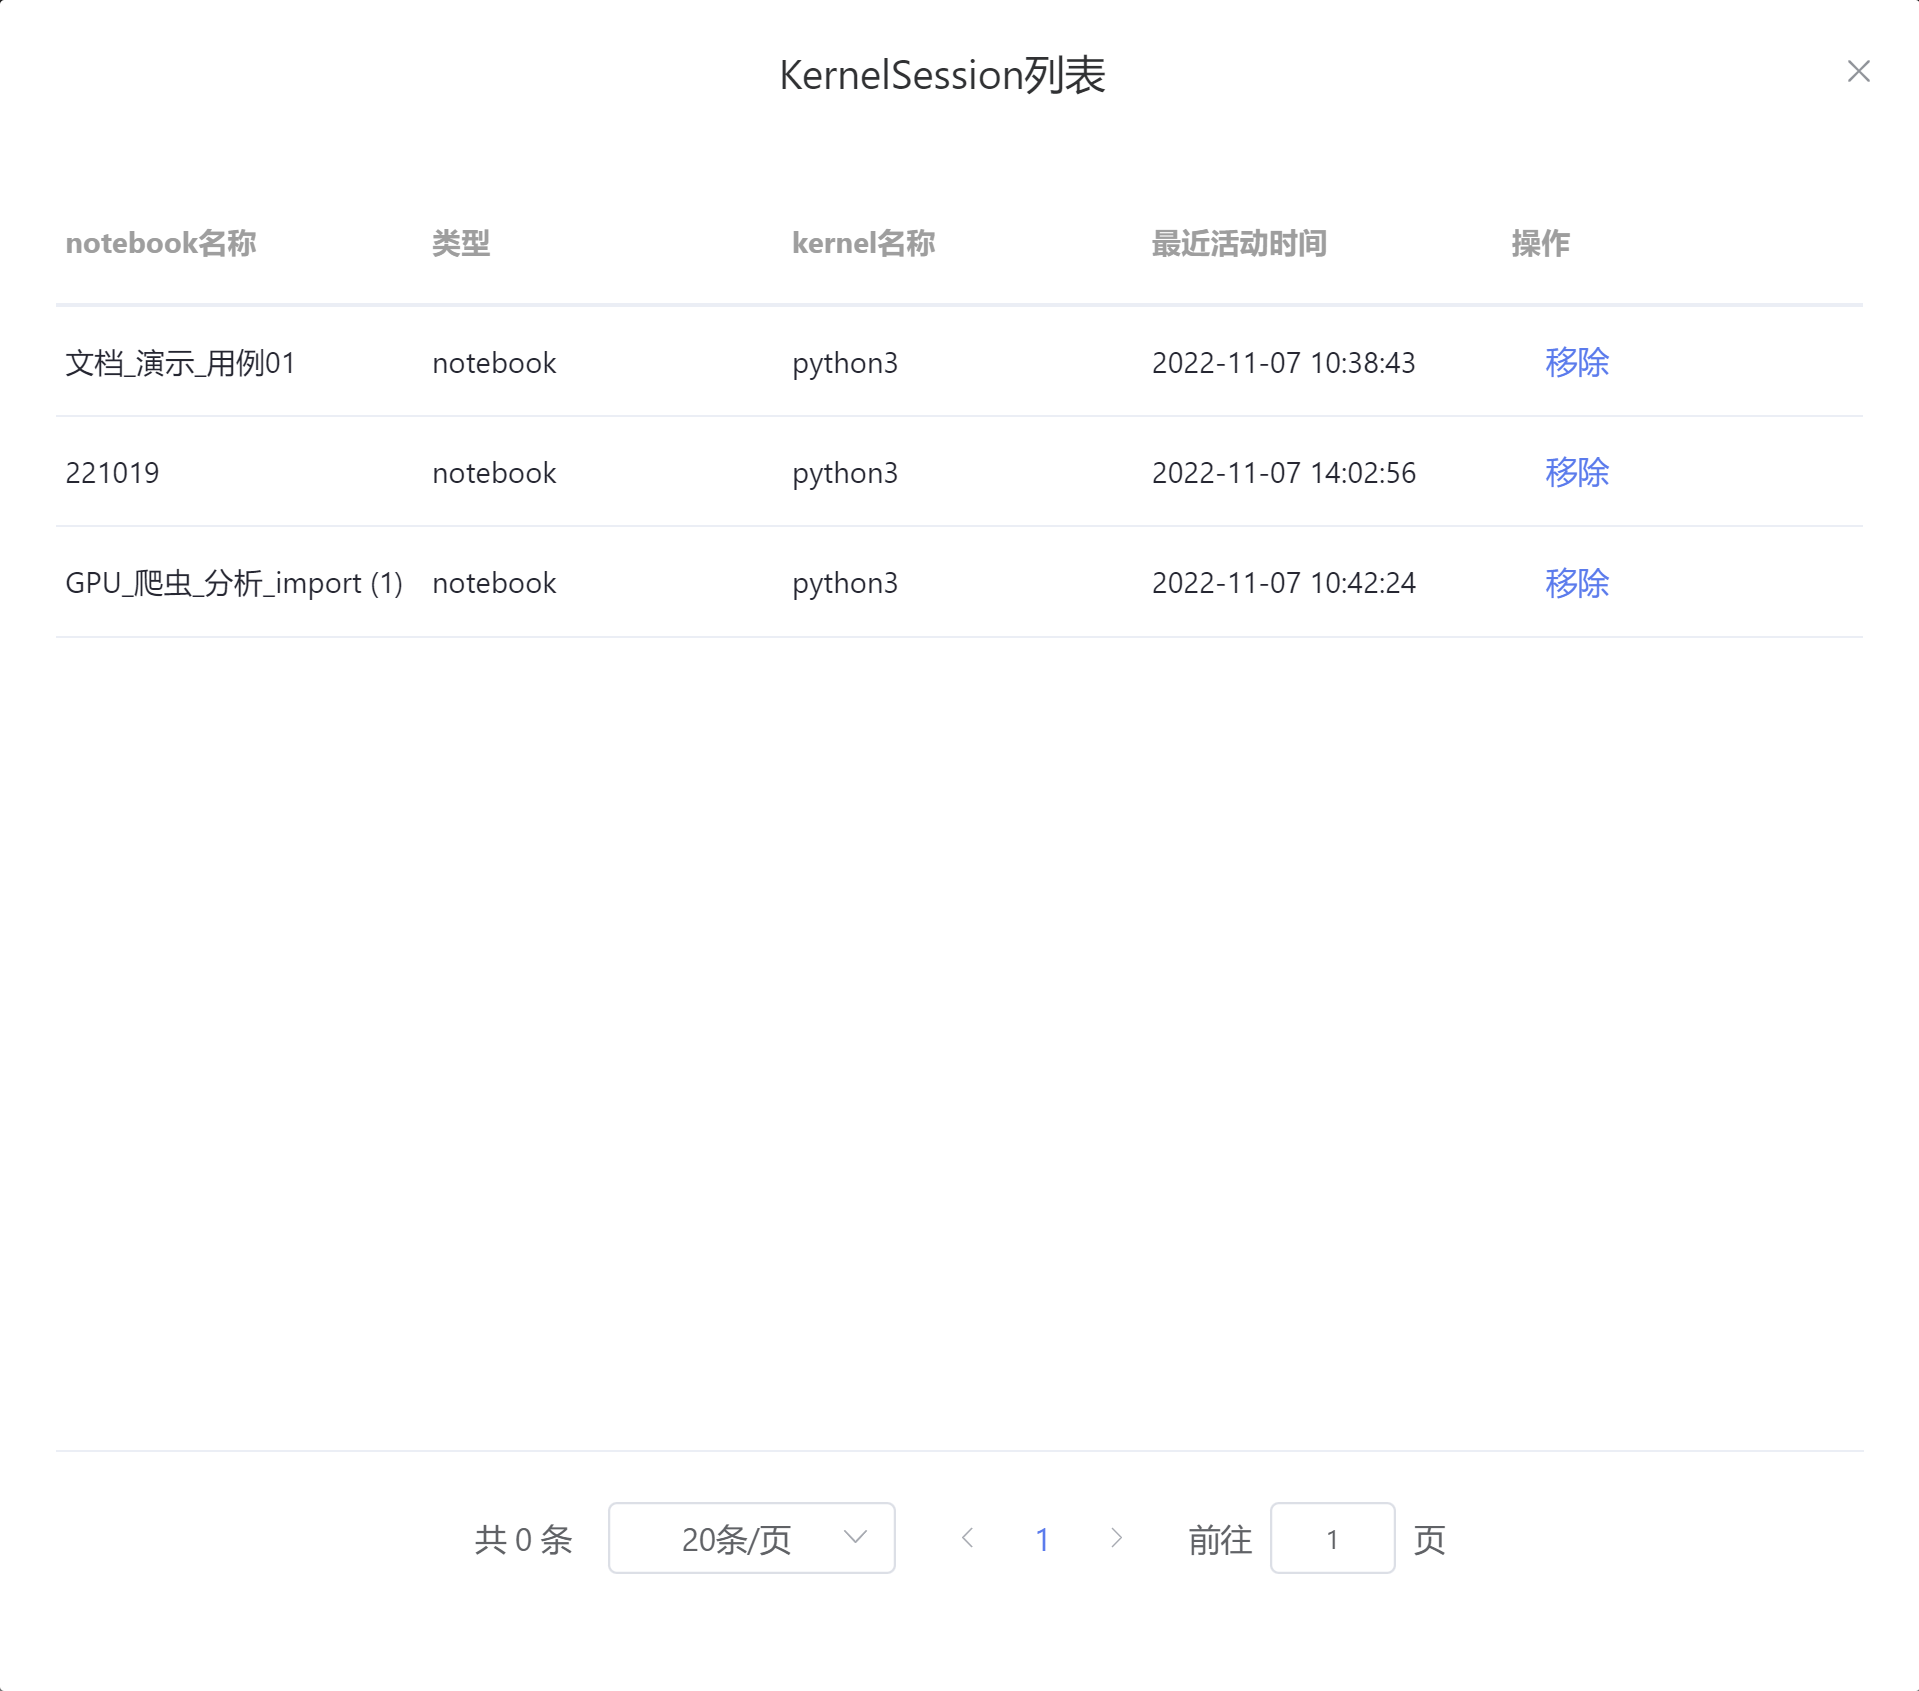 KernelSession列表
notebook名称 类型 kernel名称 最近活动时间 操作
文档_演示_用例01 notebook python3 2022-11-07 10:38:43 移除
221019 notebook python3 2022-11-07 14:02:56 移除
GPU_爬虫_分析_import (1) notebook python3 2022-11-07 10:42:24 移除
共 0 条 20条/页 1 前往 1 页